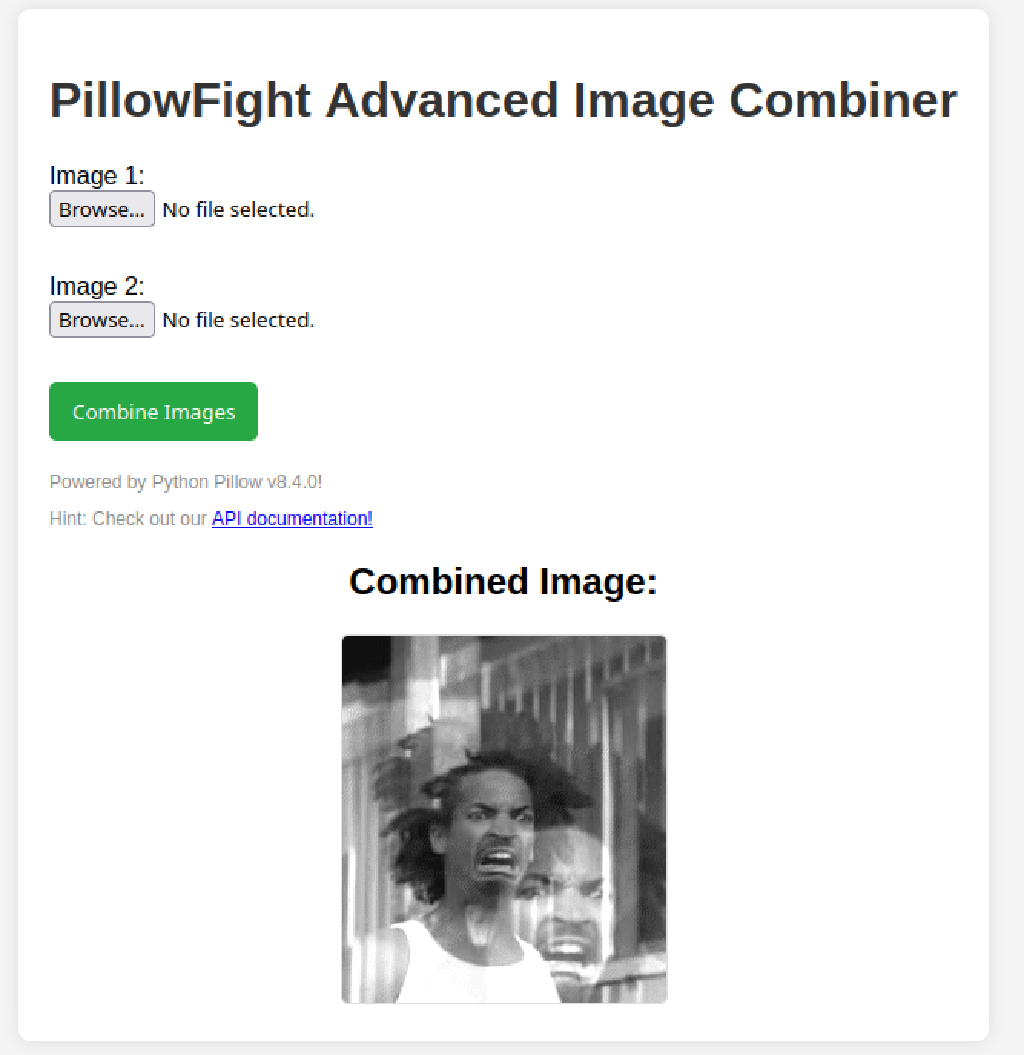 PillowFight Advanced Image Combiner
Image 1:
Browse... No file selected.
Image 2:
Browse... No file selected.
Combine Images
Powered by Python Pillow v8.4.0!
Hint: Check out our API documentation!
Combined Image: